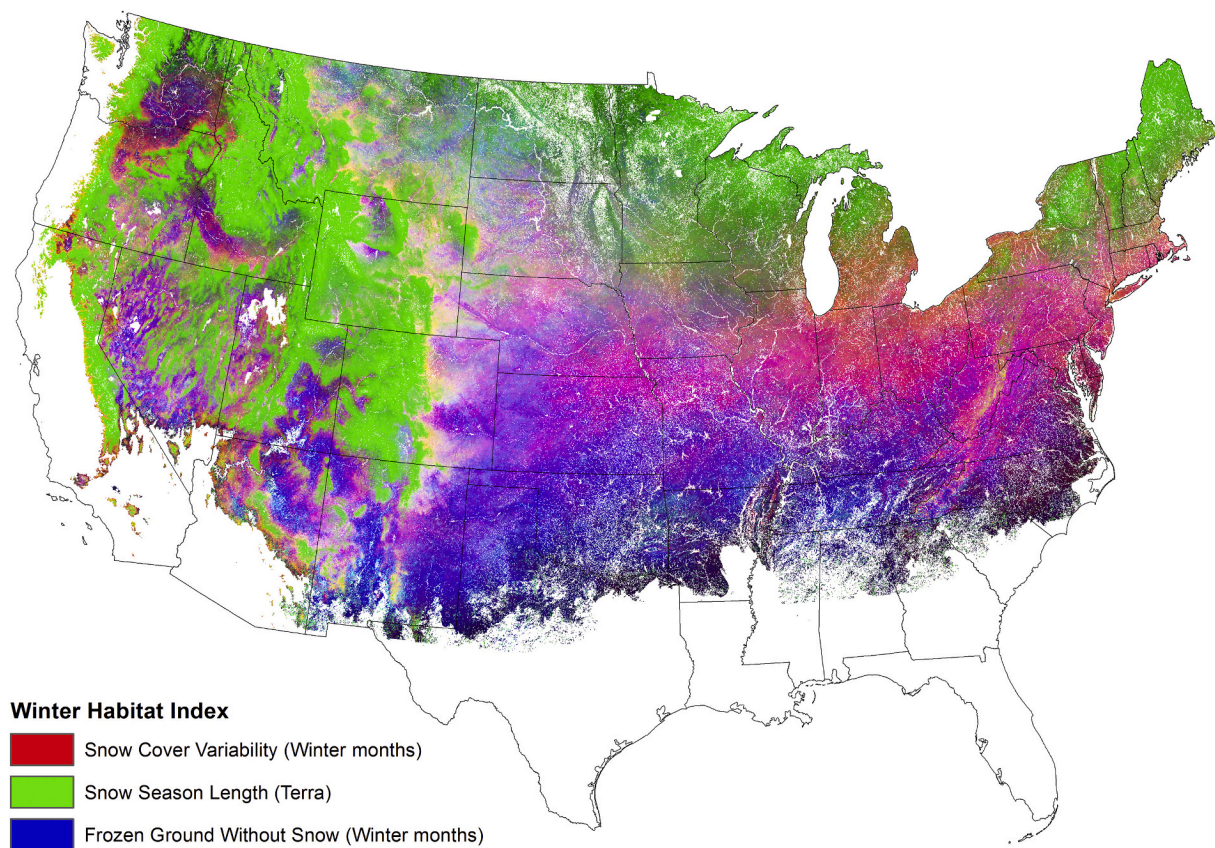 Winter Habitat Index
Snow Cover Variability (Winter months)
Snow Season Length (Terra)
Frozen Ground Without Snow (Winter months)